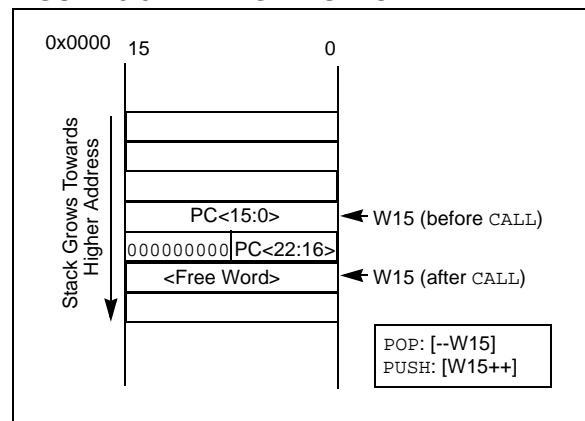 0x0000
15
0
Stack Grows Towards
Higher Address
PC<15:0>
W15 (before CALL)
000000000
PC<22:16>
<Free Word>
W15 (after CALL)
POP: [--W15]
PUSH: [W15++]